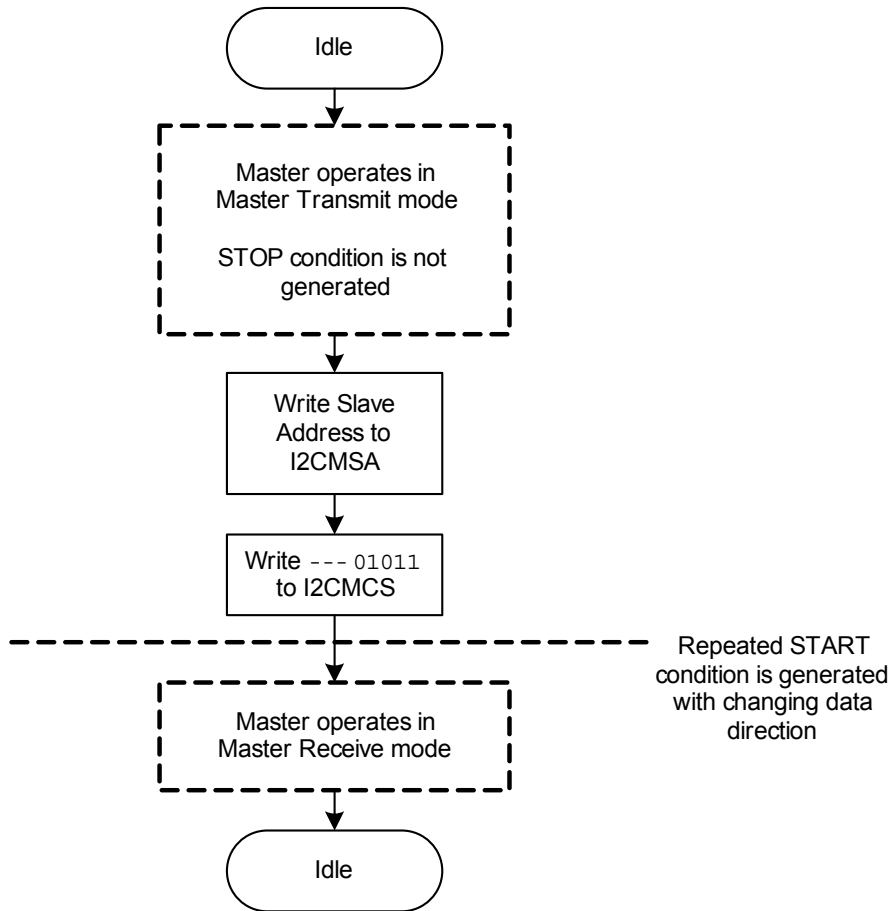 Idle
Master operates in
Master Transmit mode
STOP condition is not
generated
Write Slave
Address to
I2CMSA
Write --- 01011
to I2CMCS
Repeated START
condition is generated
with changing data
direction
Master operates in
Master Receive mode
Idle